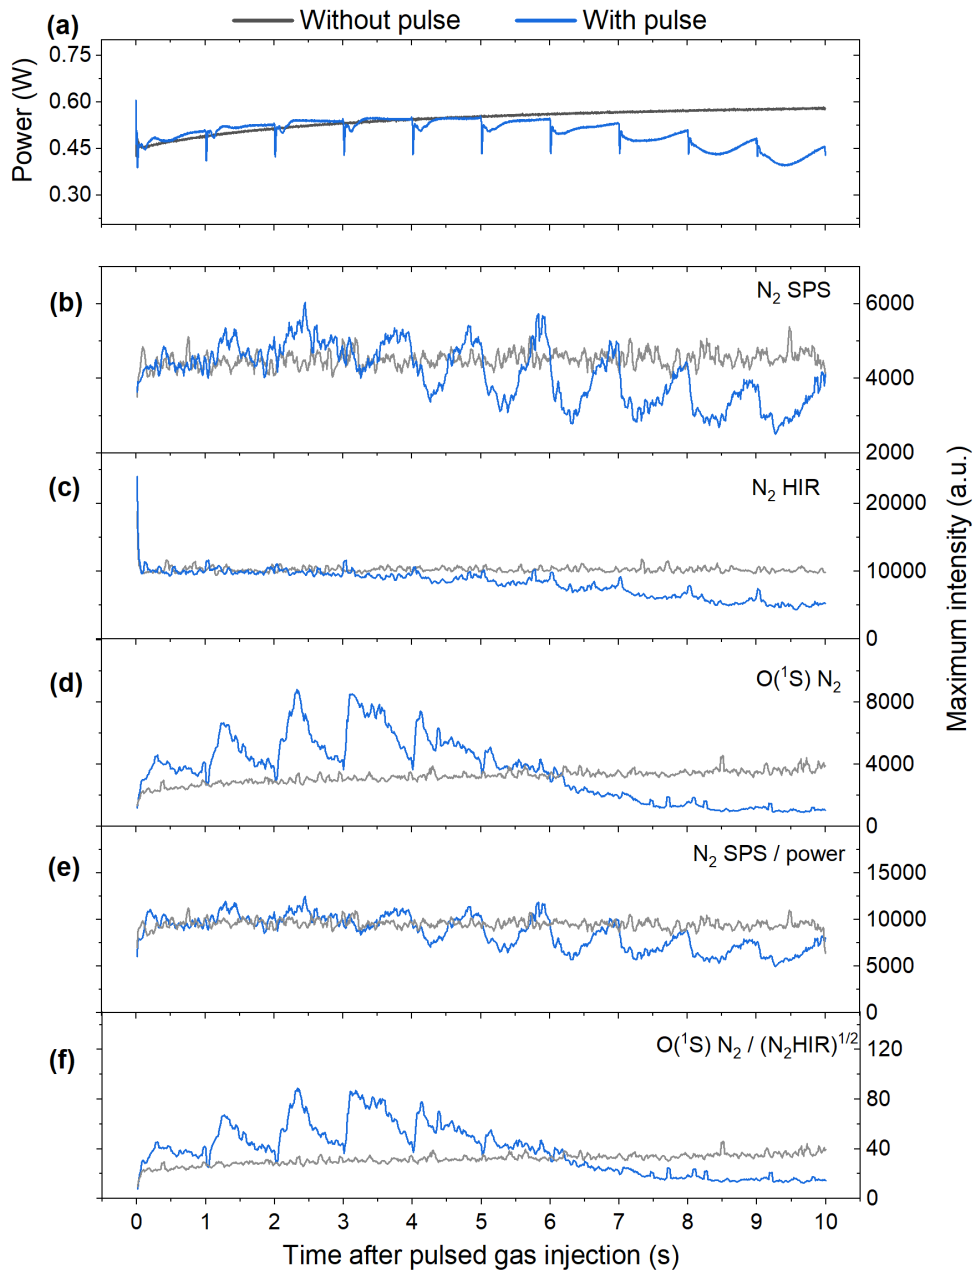 Without pulse
With pulse
(a)
Power (W)
0.75
0.60
0.45
0.30
(b)
N₂ SPS
6000
4000
2000
(c)
N₂ HIR
20000
10000
0
Maximum intensity (a.u.)
(d)
O(¹S) N₂
8000
4000
0
(e)
N₂ SPS / power
15000
10000
5000
0
(f)
O(¹S) N₂ / (N₂HIR)¹/²
120
80
40
0
0 1 2 3 4 5 6 7 8 9 10
Time after pulsed gas injection (s)